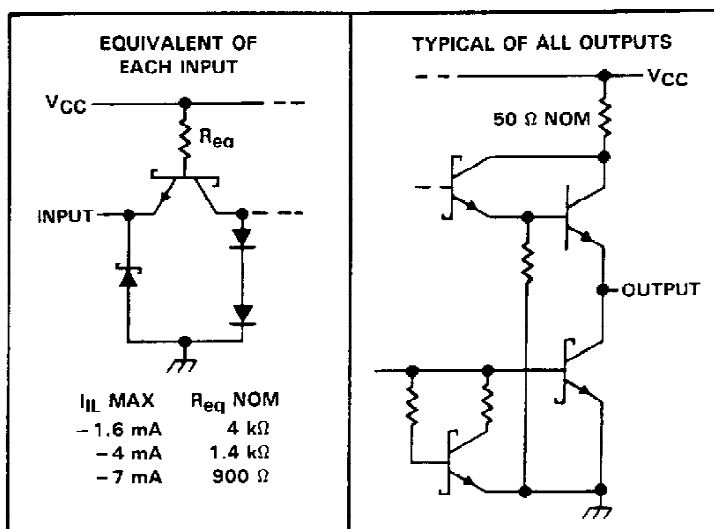 EQUIVALENT OF
EACH INPUT
VCC
Req
INPUT
IIL MAX Req NOM
-1.6 mA 4 kΩ
-4 mA 1.4 kΩ
-7 mA 900 Ω
TYPICAL OF ALL OUTPUTS
VCC
50 Ω NOM
OUTPUT